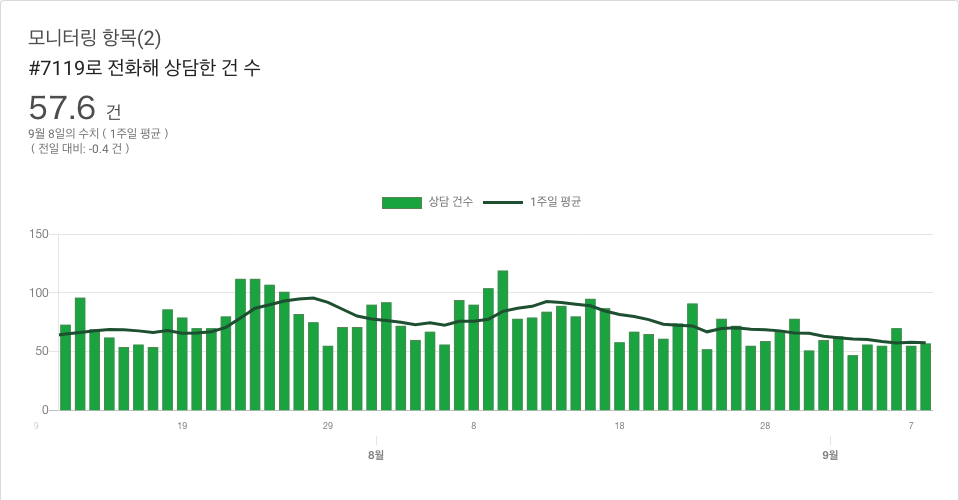 모니터링 항목(2)
#7119로 전화해 상담한 건 수
57.6 건
9월 8일의 수치 ( 1주일 평균 )
( 전일 대비: -0.4 건 )
상담 건수 1주일 평균
150
100
50
0
9 19 29 8 18 28 7
8월 9월